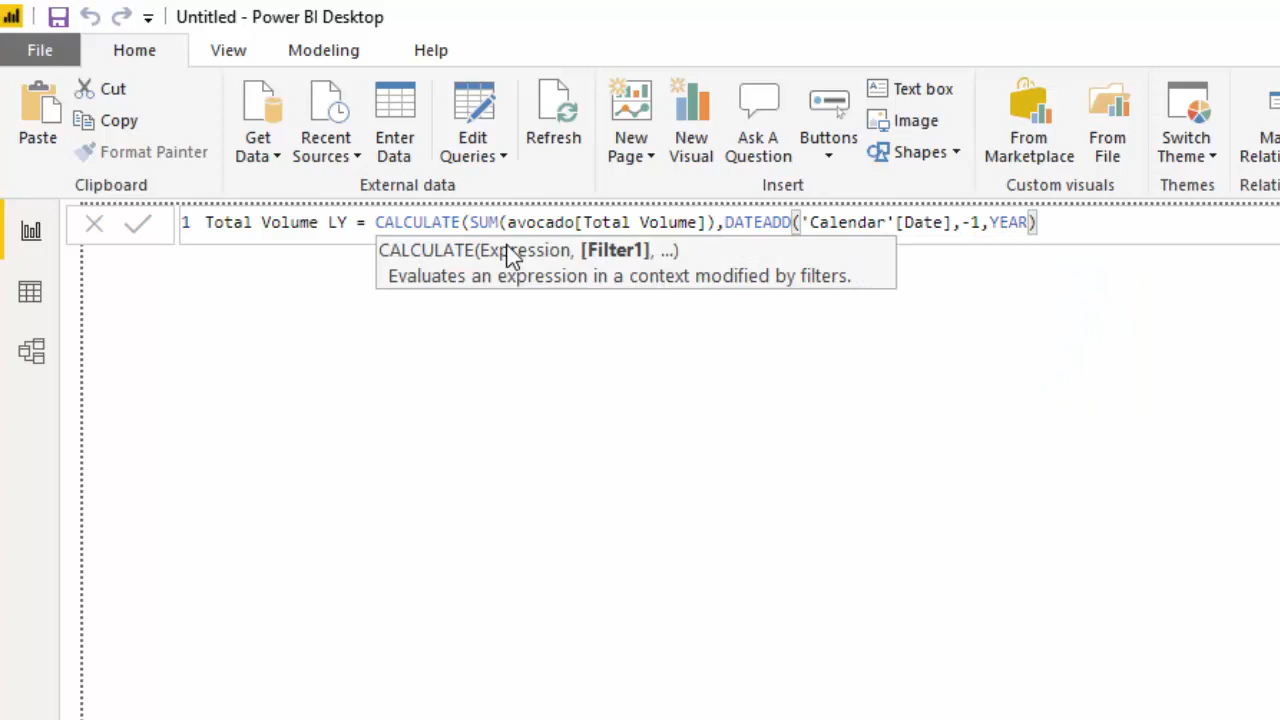 Untitled - Power BI Desktop
File Home View Modeling Help
Paste
Cut
Copy
Format Painter
Clipboard
Get Data
Recent Sources
Enter Data
Edit Queries
Refresh
External data
New Page
New Visual
Ask A Question
Buttons
Text box
Image
Shapes
Insert
From Marketplace
From File
Custom visuals
Switch Theme
Themes
1 Total Volume LY = CALCULATE(SUM(avocado[Total Volume]),DATEADD('Calendar'[Date],-1,YEAR)
CALCULATE(Expression, [Filter1], ...)
Evaluates an expression in a context modified by filters.